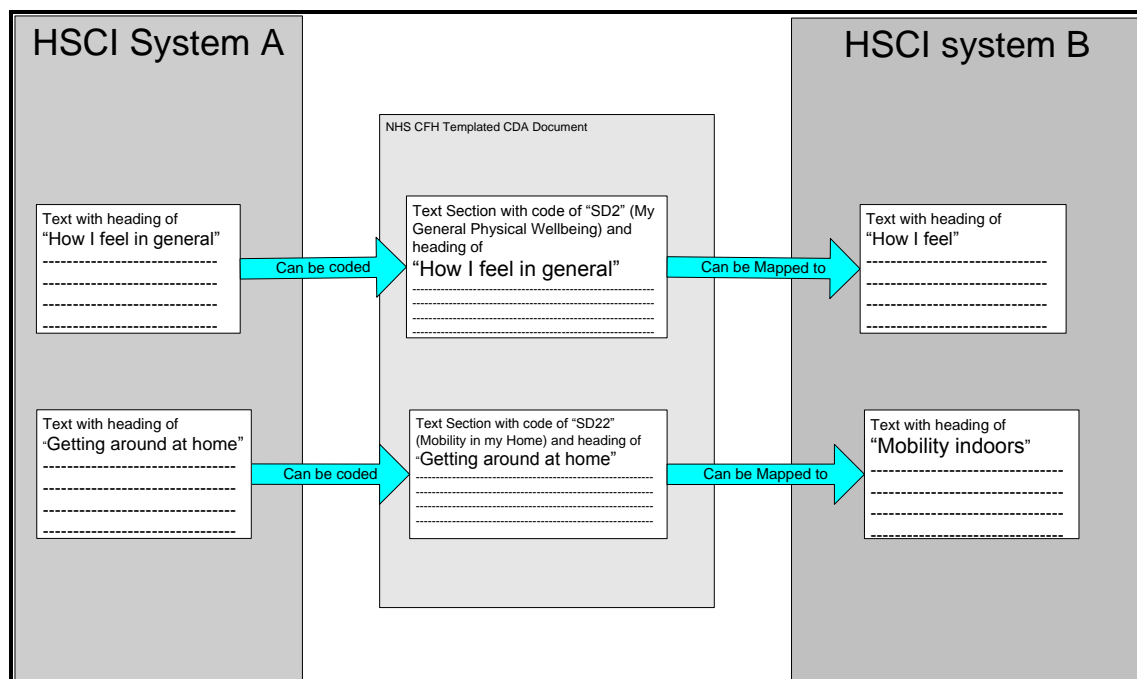 HSCI System A
HSCI system B
NHS CFH Templated CDA Document
Text with heading of
“How I feel in general”
--------------------------------
--------------------------------
--------------------------------
--------------------------------
Can be coded
Text Section with code of “SD2” (My
General Physical Wellbeing) and
heading of
“How I feel in general”
--------------------------------
--------------------------------
--------------------------------
--------------------------------
Can be Mapped to
Text with heading of
“How I feel”
--------------------------------
--------------------------------
--------------------------------
--------------------------------
Text with heading of
“Getting around at home”
--------------------------------
--------------------------------
--------------------------------
--------------------------------
Can be coded
Text Section with code of “SD22”
(Mobility in my Home) and heading of
“Getting around at home”
--------------------------------
--------------------------------
--------------------------------
--------------------------------
Can be Mapped to
Text with heading of
“Mobility indoors”
--------------------------------
--------------------------------
--------------------------------
--------------------------------